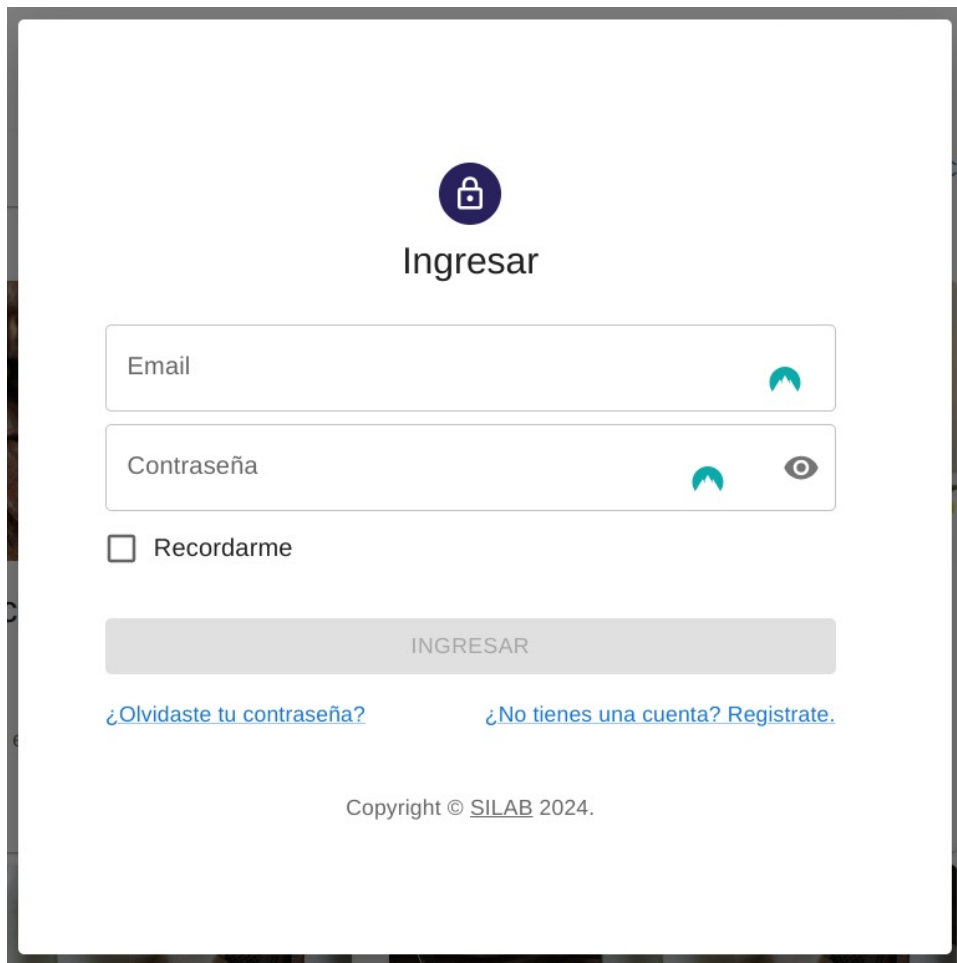 Ingresar
Email
Contraseña
Recordarme
INGRESAR
¿Olvidaste tu contraseña? ¿No tienes una cuenta? Registrate.
Copyright © SILAB 2024.